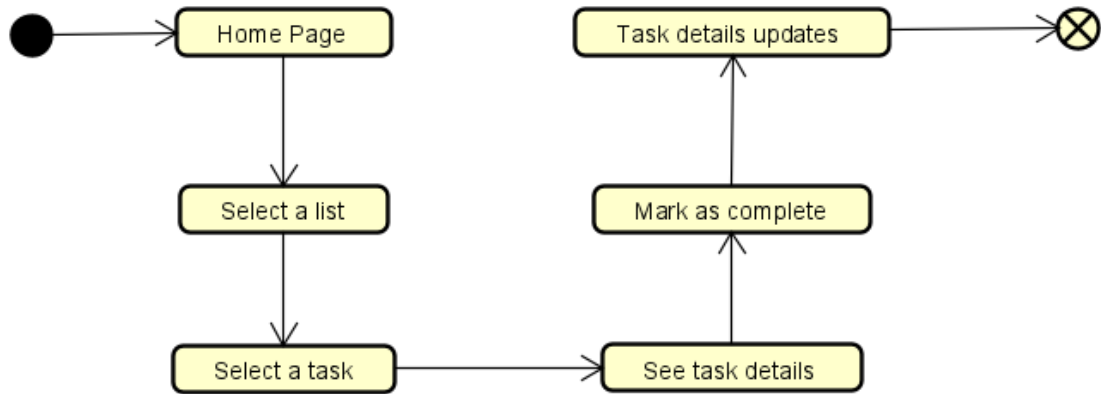 Home Page
Task details updates
Select a list
Mark as complete
Select a task
See task details